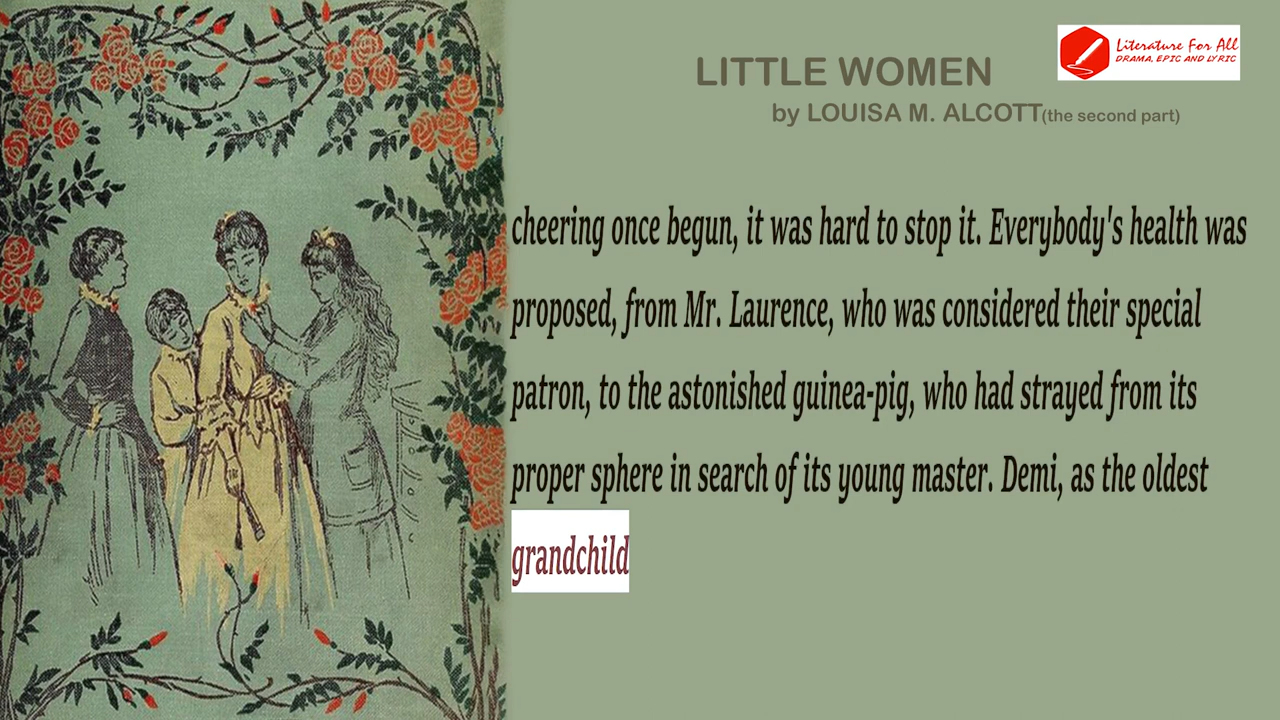 LITTLE WOMEN
by LOUISA M. ALCOTT(the second part)
Literature For All
DRAMA, EPIC AND LYRIC
cheering once begun, it was hard to stop it. Everybody's health was
proposed, from Mr. Laurence, who was considered their special
patron, to the astonished guinea-pig, who had strayed from its
proper sphere in search of its young master. Demi, as the oldest
grandchild